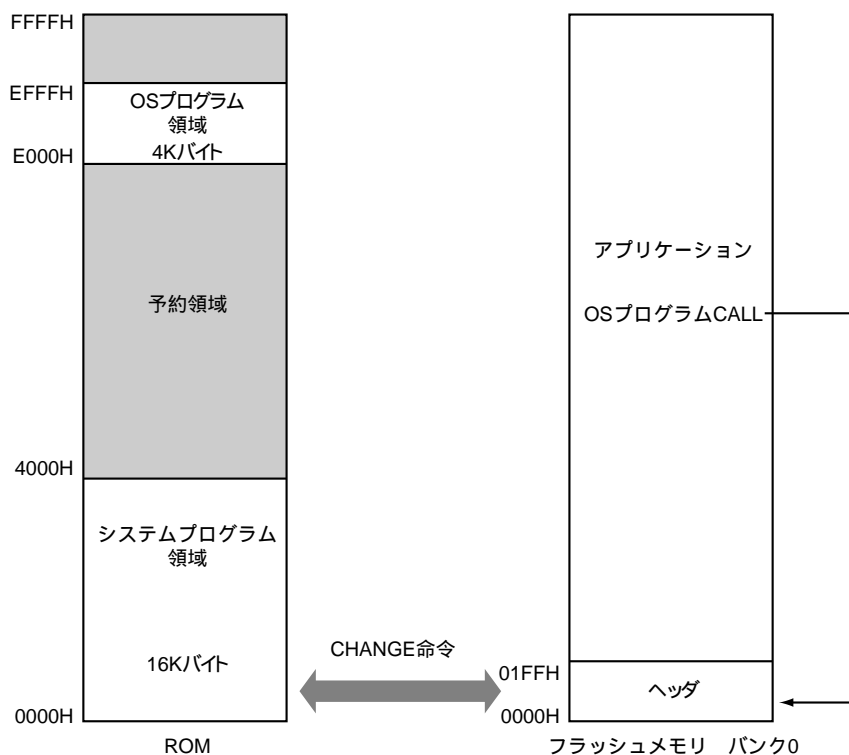 FFFFH
EFFFH
OSプログラム
領域
4Kバイト
E000H
予約領域
4000H
システムプログラム
領域
16Kバイト
0000H
ROM
CHANGE命令
アプリケーション
OSプログラムCALL
01FFH
ヘッダ
0000H
フラッシュメモリ　バンク0